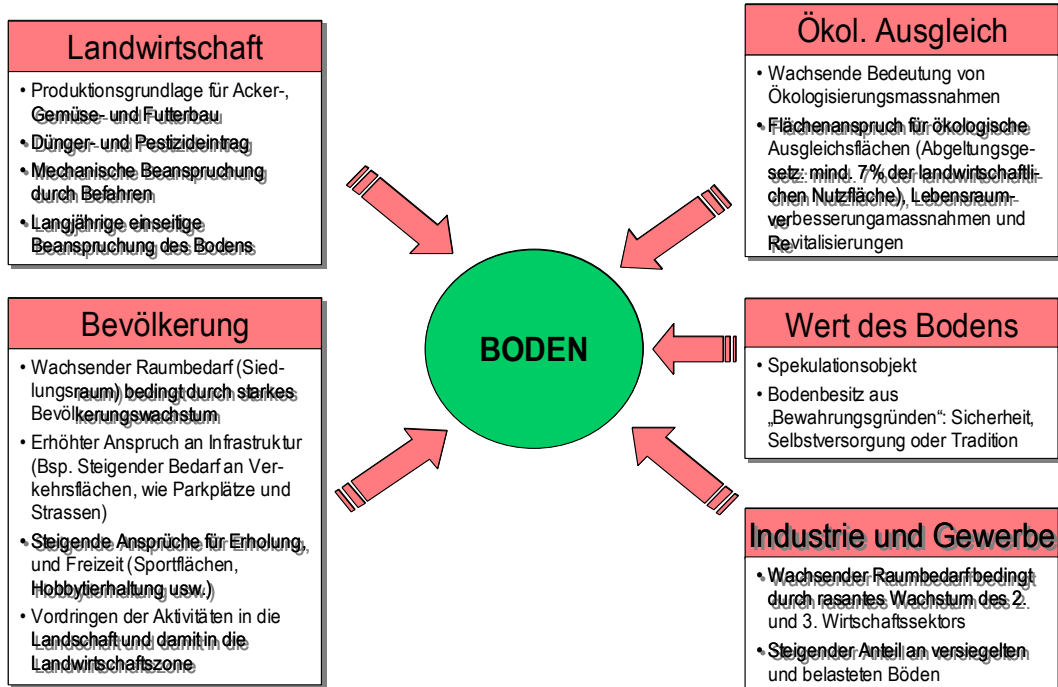 Landwirtschaft
• Produktionsgrundlage für Acker-,
Gemüse- und Futterbau
• Dünger- und Pestizideintrag
• Mechanische Beanspruchung
durch Befahren
• Langjährige einseitige
Beanspruchung des Bodens
Bevölkerung
• Wachsender Raumbedarf (Sied-
lungsraum) bedingt durch starkes
Bevölkerungswachstum
• Erhöhter Anspruch an Infrastruktur
(Bsp. Steigender Bedarf an Ver-
kehrsflächen, wie Parkplätze und
Strassen)
• Steigende Ansprüche für Erholung,
und Freizeit (Sportflächen,
Hobbytierhaltung usw.)
• Vordringen der Aktivitäten in die
Landschaft und damit in die
Landwirtschaftszone
BODEN
Ökol. Ausgleich
• Wachsende Bedeutung von
Ökologisierungsmassnahmen
• Flächenanspruch für ökologische
Ausgleichsflächen (Abgeltungsge-
setz: mind. 7% der landwirtschaftli-
chen Nutzfläche), Lebensraum-
verbesserungamassnahmen und
Revitalisierungen
Wert des Bodens
• Spekulationsobjekt
• Bodenbesitz aus
„Bewahrungsgründen“: Sicherheit,
Selbstversorgung oder Tradition
Industrie und Gewerbe
• Wachsender Raumbedarf bedingt
durch rasantes Wachstum des 2.
und 3. Wirtschaftssektors
• Steigender Anteil an versiegelten
und belasteten Böden